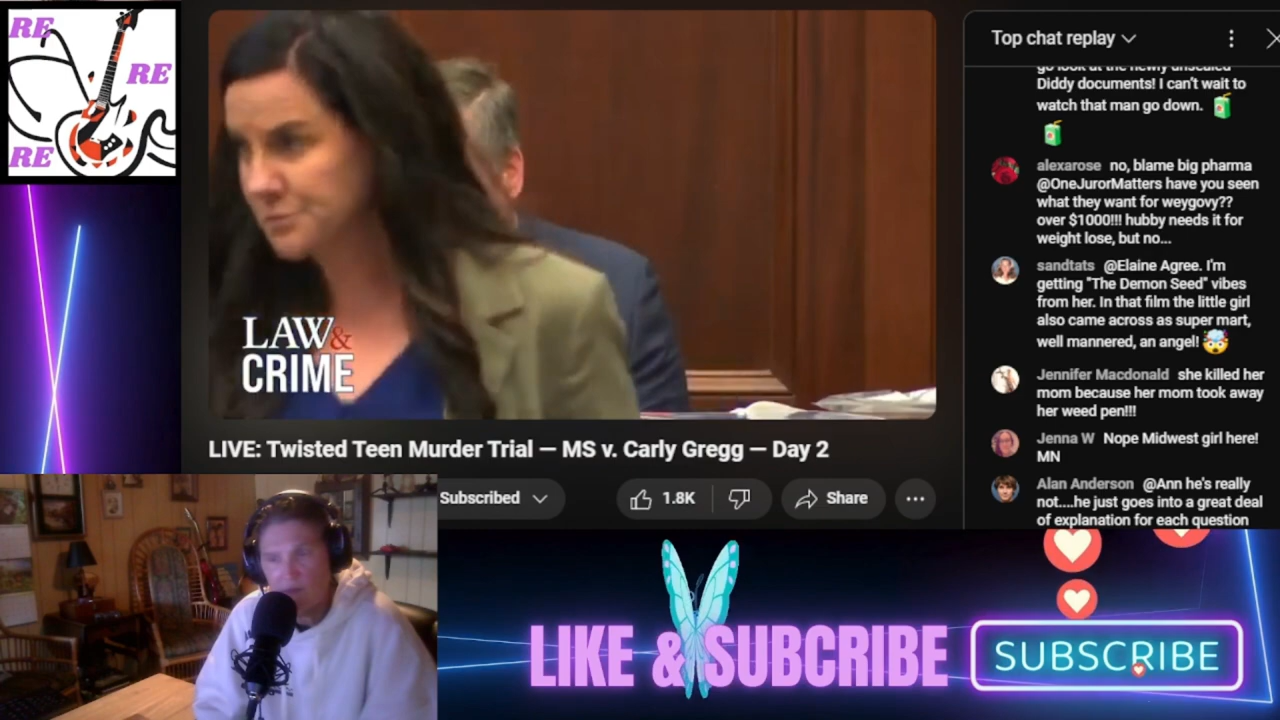 RE
RE
RE
LAW&
CRIME
LIVE: Twisted Teen Murder Trial — MS v. Carly Gregg — Day 2
Subscribed
1.8K
Share
Top chat replay
go look at the newly unsealed
Diddy documents! I can't wait to
watch that man go down.
alexarose no, blame big pharma
@OneJurorMatters have you seen
what they want for weygovy??
over $1000!!! hubby needs it for
weight lose, but no...
sandtats @Elaine Agree. I'm
getting "The Demon Seed" vibes
from her. In that film the little girl
also came across as super mart,
well mannered, an angel!
Jennifer Macdonald she killed her
mom because her mom took away
her weed pen!!!
Jenna W Nope Midwest girl here!
MN
Alan Anderson @Ann he's really
not....he just goes into a great deal
of explanation for each question
LIKE & SUBCRIBE
SUBSCRIBE